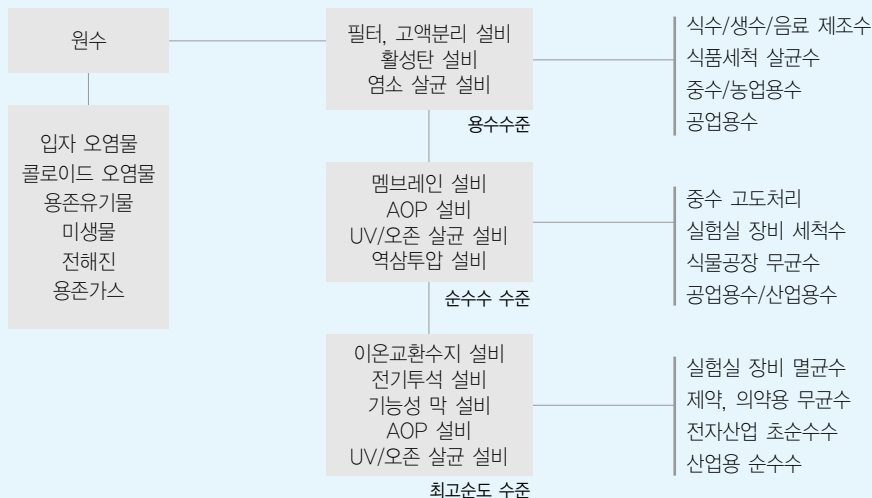 원수
입자 오염물
콜로이드 오염물
용존유기물
미생물
전해진
용존가스
필터, 고액분리 설비
활성탄 설비
염소 살균 설비
용수수준
식수/생수/음료 제조수
식품세척 살균수
중수/농업용수
공업용수
멤브레인 설비
AOP 설비
UV/오존 살균 설비
역삼투압 설비
순수수 수준
중수 고도처리
실험실 장비 세척수
식물공장 무균수
공업용수/산업용수
이온교환수지 설비
전기투석 설비
기능성 막 설비
AOP 설비
UV/오존 살균 설비
최고순도 수준
실험실 장비 멸균수
제약, 의약용 무균수
전자산업 초순수수
산업용 순수수